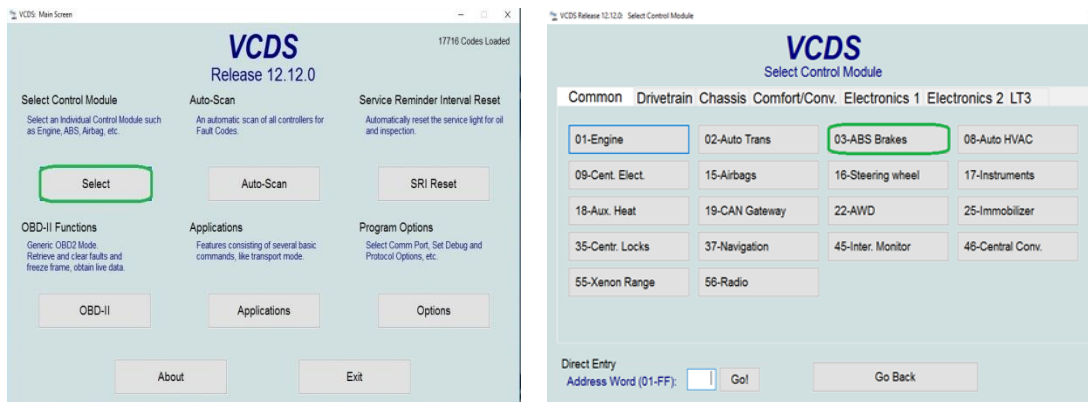 VCDS: Main Screen
VCDS
Release 12.12.0
17716 Codes Loaded
Select Control Module
Select an Individual Control Module such
as Engine, ABS, Airbag, etc.
Select
Auto-Scan
An automatic scan of all controllers for
Fault Codes.
Auto-Scan
Service Reminder Interval Reset
Automatically reset the service light for oil
and inspection.
SRI Reset
OBD-II Functions
Generic OBD2 Mode.
Retrieve and clear faults and
freeze frame, obtain live data.
OBD-II
Applications
Features consisting of several basic
commands, like transport mode.
Applications
Program Options
Select Comm Port, Set Debug and
Protocol Options, etc.
Options
About
Exit
VCDS Release 12.12.0: Select Control Module
VCDS
Select Control Module
Common Drivetrain Chassis Comfort/Conv. Electronics 1 Electronics 2 LT3
01-Engine 02-Auto Trans 03-ABS Brakes 08-Auto HVAC
09-Cent. Elect. 15-Airbags 16-Steering wheel 17-Instruments
18-Aux. Heat 19-CAN Gateway 22-AWD 25-Immobilizer
35-Centr. Locks 37-Navigation 45-Inter. Monitor 46-Central Conv.
55-Xenon Range 56-Radio
Direct Entry
Address Word (01-FF): Go! Go Back